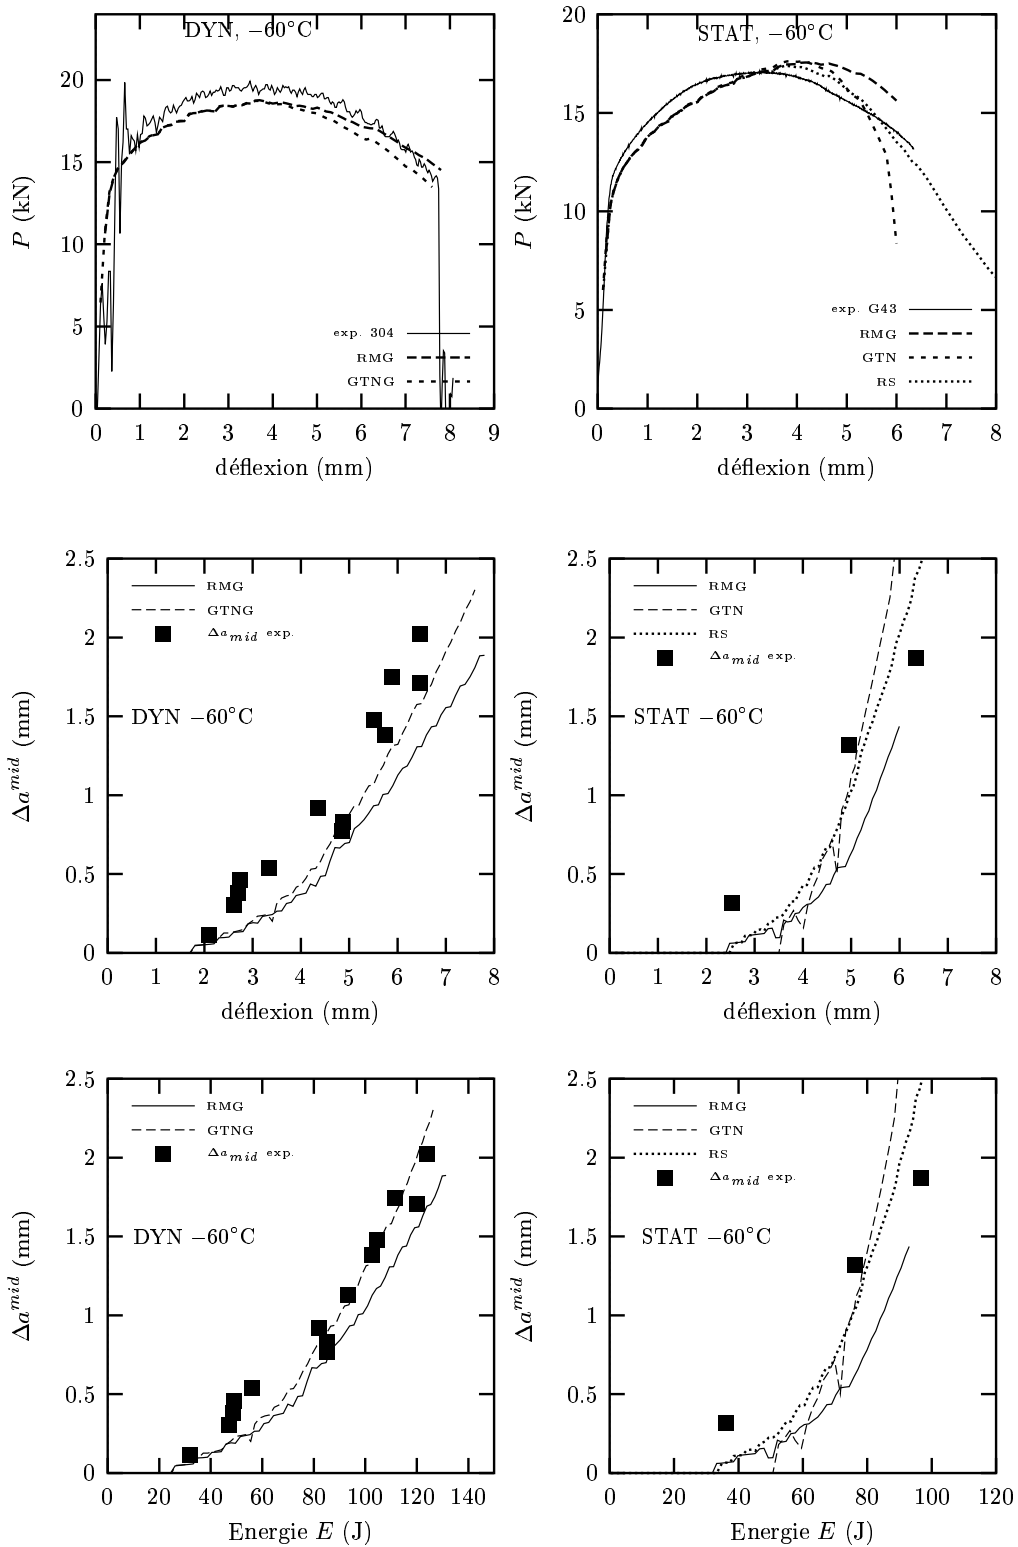 DYN, −60°C
20
15
10
5
0
P (kN)
exp. 304
RMG
GTNG
0 1 2 3 4 5 6 7 8 9
déflexion (mm)
STAT, −60°C
20
15
10
5
0
P (kN)
exp. G43
RMG
GTN
RS
0 1 2 3 4 5 6 7 8
déflexion (mm)
2.5
2
1.5
1
0.5
0
Δa^mid (mm)
RMG
GTNG
Δa_mid exp.
DYN −60°C
0 1 2 3 4 5 6 7 8
déflexion (mm)
2.5
2
1.5
1
0.5
0
Δa^mid (mm)
RMG
GTN
RS
Δa_mid exp.
STAT −60°C
0 1 2 3 4 5 6 7 8
déflexion (mm)
2.5
2
1.5
1
0.5
0
Δa^mid (mm)
RMG
GTNG
Δa_mid exp.
DYN −60°C
0 20 40 60 80 100 120 140
Energie E (J)
2.5
2
1.5
1
0.5
0
Δa^mid (mm)
RMG
GTN
RS
Δa_mid exp.
STAT −60°C
0 20 40 60 80 100 120
Energie E (J)